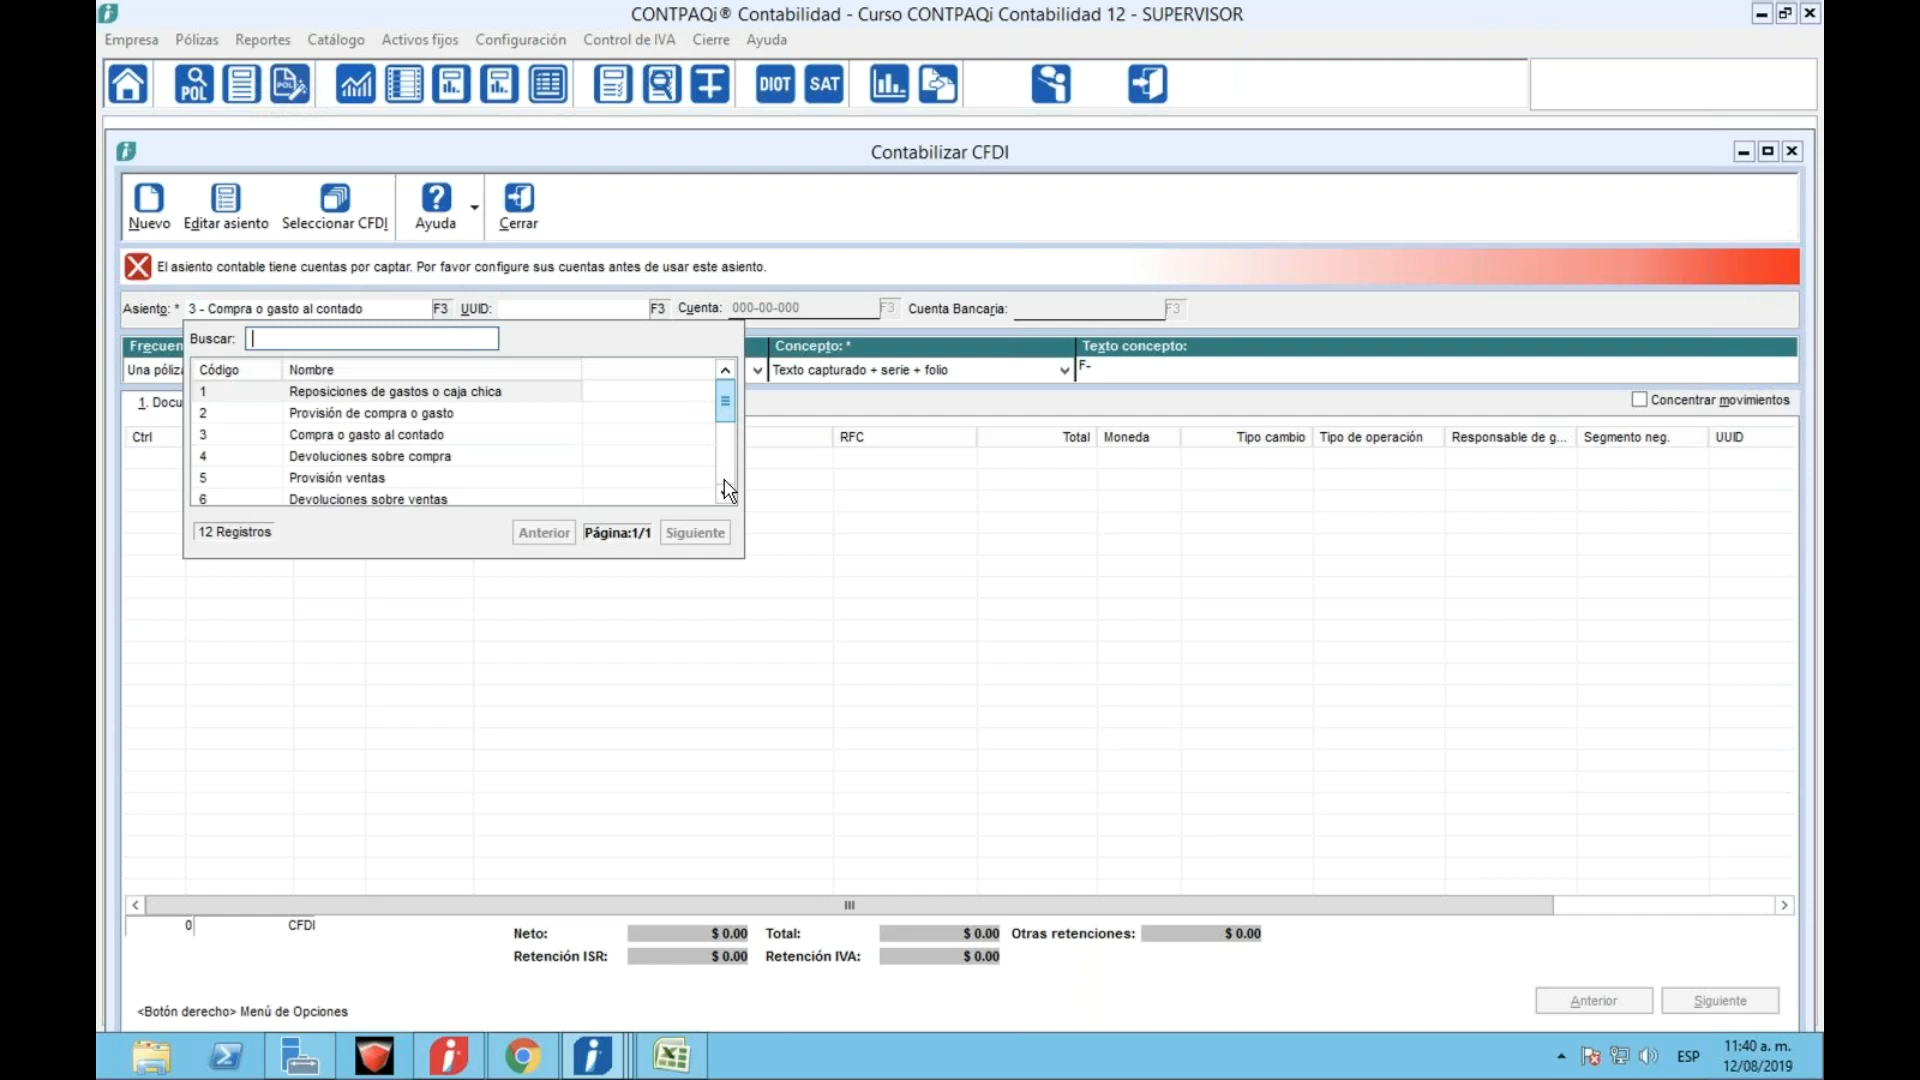 CONTPAQi® Contabilidad - Curso CONTPAQi Contabilidad 12 - SUPERVISOR
Empresa Pólizas Reportes Catálogo Activos fijos Configuración Control de IVA Cierre Ayuda
POL POL DIOT SAT
Contabilizar CFDI
Nuevo Editar asiento Seleccionar CFDI Ayuda Cerrar
El asiento contable tiene cuentas por captar. Por favor configure sus cuentas antes de usar este asiento.
Asiento: * 3 - Compra o gasto al contado F3 UUID: F3 Cuenta: 000-00-000 F3 Cuenta Bancaria: F3
Buscar:
Frecuen Concepto: * Texto concepto:
Una póliz Texto capturado + serie + folio F-
Código Nombre
1 Reposiciones de gastos o caja chica
2 Provisión de compra o gasto
3 Compra o gasto al contado
4 Devoluciones sobre compra
5 Provisión ventas
6 Devoluciones sobre ventas
12 Registros Anterior Página:1/1 Siguiente
1. Docu Concentrar movimientos
Ctrl RFC Total Moneda Tipo cambio Tipo de operación Responsable de g... Segmento neg. UUID
0 CFDI
Neto: $ 0.00 Total: $ 0.00 Otras retenciones: $ 0.00
Retención ISR: $ 0.00 Retención IVA: $ 0.00
Anterior Siguiente
<Botón derecho> Menú de Opciones
ESP 11:40 a. m.
12/08/2019